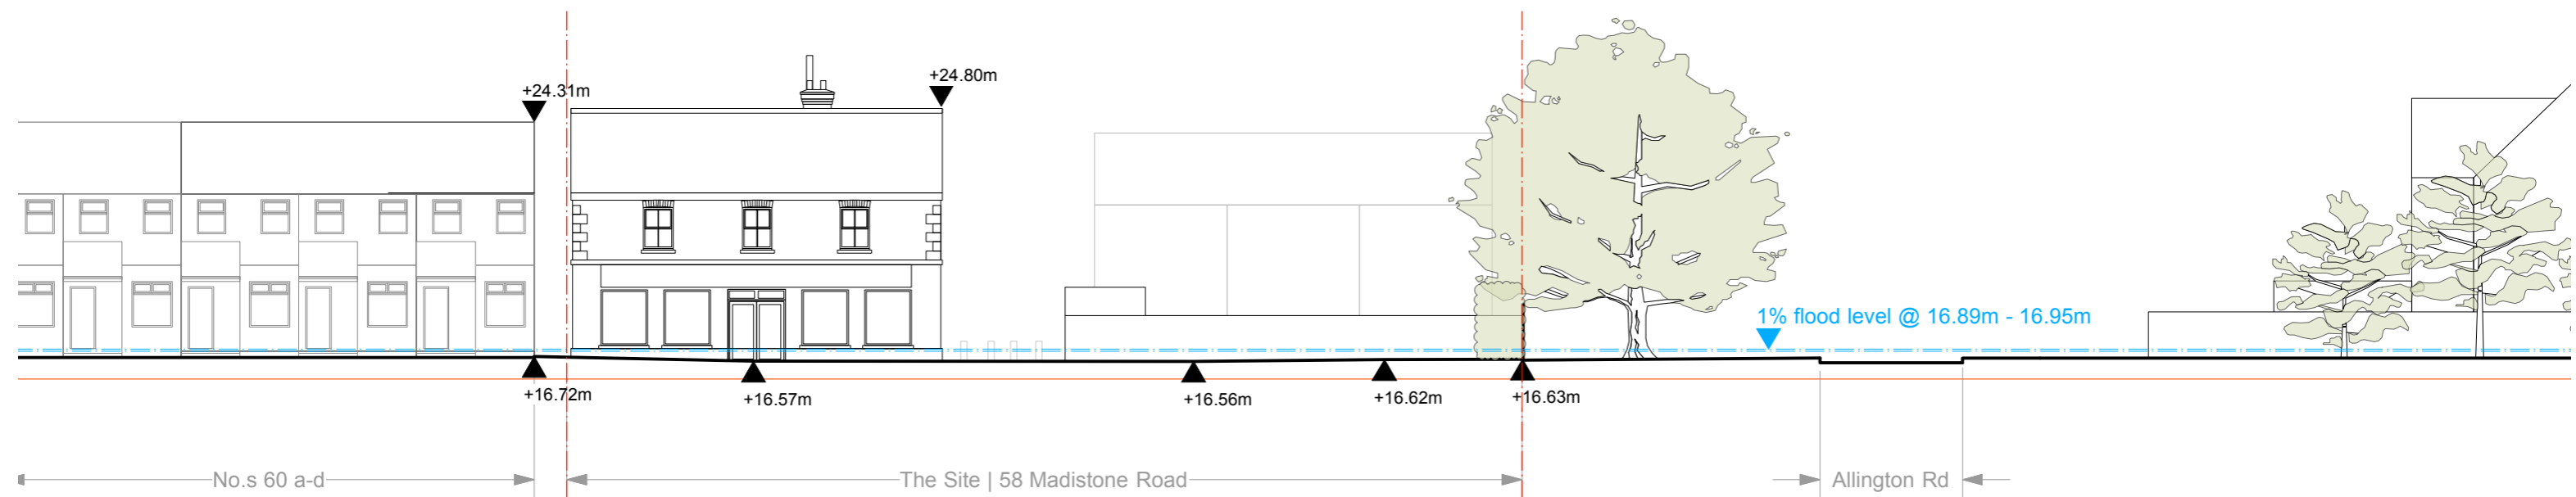 +24.31m
+24.80m
1% flood level @ 16.89m - 16.95m
+16.72m
+16.57m
+16.56m
+16.62m
+16.63m
No.s 60 a-d
The Site | 58 Madistone Road
Allington Rd